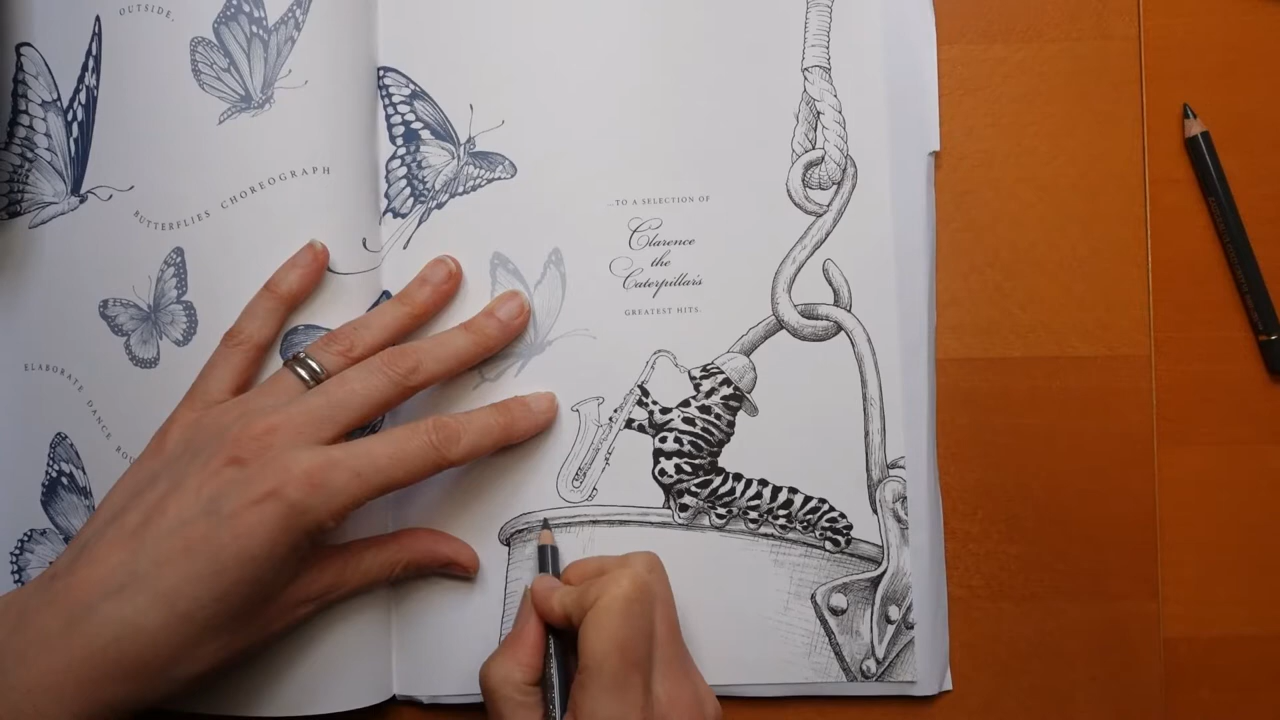 OUTSIDE,
BUTTERFLIES CHOREOGRAPH
ELABORATE DANCE
...TO A SELECTION OF
Clarence
the
Caterpillar's
GREATEST HITS.